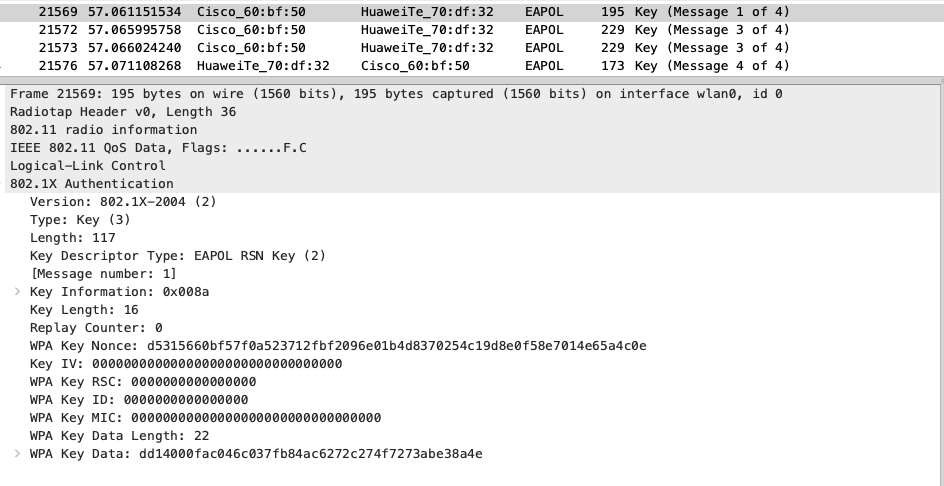 21569 57.061151534 Cisco_60:bf:50 HuaweiTe_70:df:32 EAPOL 195 Key (Message 1 of 4)
21572 57.065995758 Cisco_60:bf:50 HuaweiTe_70:df:32 EAPOL 229 Key (Message 3 of 4)
21573 57.066024240 Cisco_60:bf:50 HuaweiTe_70:df:32 EAPOL 229 Key (Message 3 of 4)
21576 57.071108268 HuaweiTe_70:df:32 Cisco_60:bf:50 EAPOL 173 Key (Message 4 of 4)
Frame 21569: 195 bytes on wire (1560 bits), 195 bytes captured (1560 bits) on interface wlan0, id 0
Radiotap Header v0, Length 36
802.11 radio information
IEEE 802.11 QoS Data, Flags: ......F.C
Logical-Link Control
802.1X Authentication
Version: 802.1X-2004 (2)
Type: Key (3)
Length: 117
Key Descriptor Type: EAPOL RSN Key (2)
[Message number: 1]
Key Information: 0x008a
Key Length: 16
Replay Counter: 0
WPA Key Nonce: d5315660bf57f0a523712fbf2096e01b4d8370254c19d8e0f58e7014e65a4c0e
Key IV: 00000000000000000000000000000000
WPA Key RSC: 0000000000000000
WPA Key ID: 0000000000000000
WPA Key MIC: 00000000000000000000000000000000
WPA Key Data Length: 22
WPA Key Data: dd14000fac046c037fb84ac6272c274f7273abe38a4e